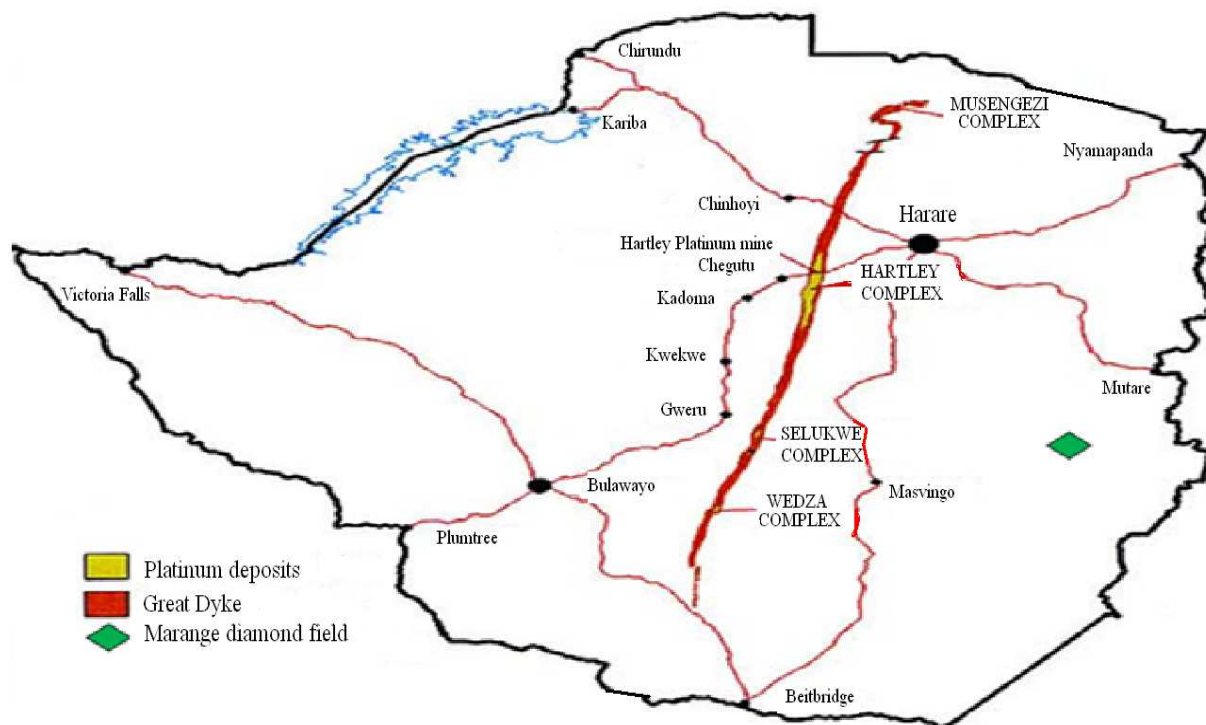 Chirundu
Kariba
MUSENGEZI
COMPLEX
Nyamapanda
Chinhoyi
Harare
Hartley Platinum mine
Chegutu
HARTLEY
COMPLEX
Victoria Falls
Kadoma
Kwekwe
Mutare
Gweru
SELUKWE
COMPLEX
Bulawayo
Masvingo
WEDZA
COMPLEX
Plumtree
Platinum deposits
Great Dyke
Marange diamond field
Beitbridge